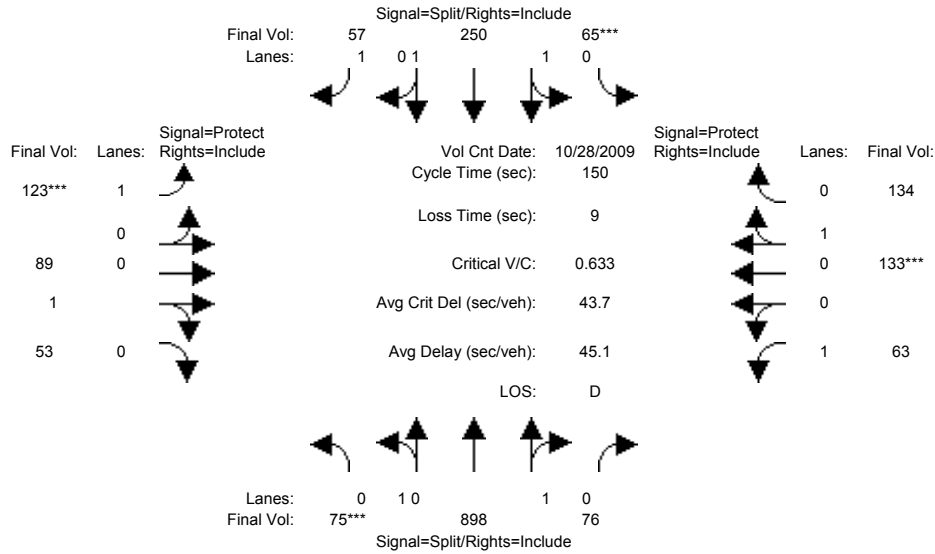 Signal=Split/Rights=Include
Final Vol: 57 250 65***
Lanes: 1 0 1 1 0
Signal=Protect Signal=Protect
Final Vol: Lanes: Rights=Include Vol Cnt Date: 10/28/2009 Rights=Include Lanes: Final Vol:
Cycle Time (sec): 150
123*** 1 0 134
Loss Time (sec): 9
0 1
89 0 Critical V/C: 0.633 0 133***
1 Avg Crit Del (sec/veh): 43.7 0
53 0 Avg Delay (sec/veh): 45.1 1 63
LOS: D
Lanes: 0 1 0 1 0
Final Vol: 75*** 898 76
Signal=Split/Rights=Include